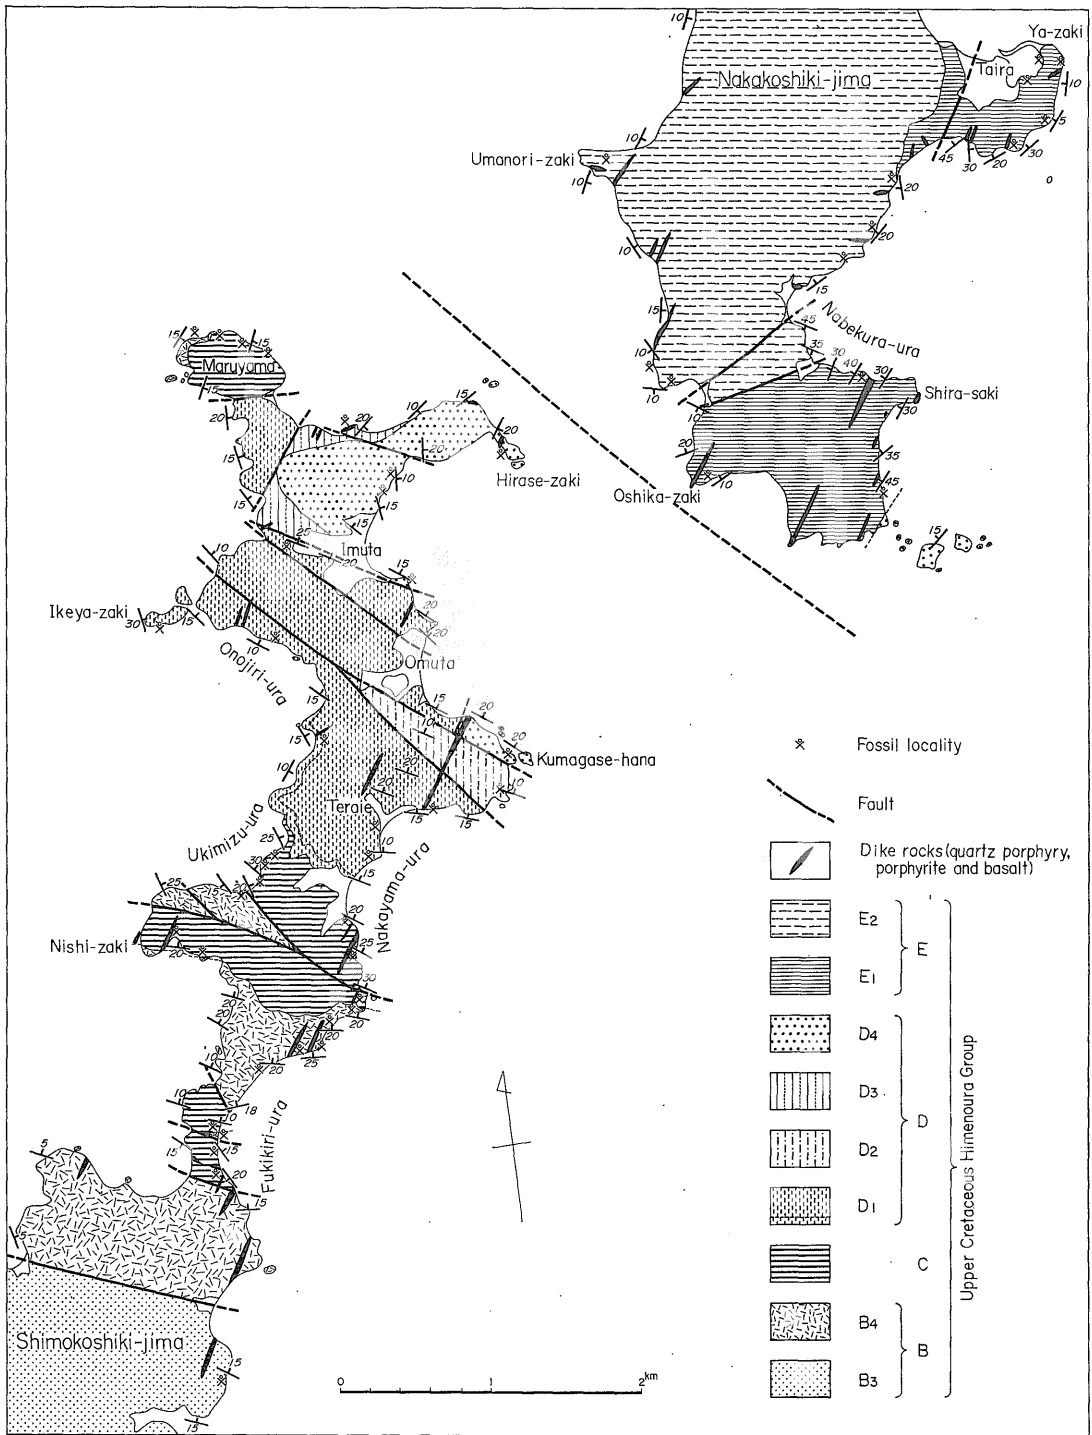 Ya-zaki
Taira
Nakakoshiki-jima
Umanori-zaki
Nabekura-ura
Shira-saki
Oshika-zaki
Maruyama
Hirase-zaki
Imuta
Ikeya-zaki
Onojiri-ura
Omuta
Kumagase-hana
Teraie
Ukimizu-ura
Nakayama-ura
Nishi-zaki
Fukikiri-ura
Shimokoshiki-jima
Fossil locality
Fault
Dike rocks (quartz porphyry,
porphyrite and basalt)
E2
E1
E
D4
D3
D2
D1
D
C
B4
B3
B
Upper Cretaceous Himenoura Group
0 1 2 km